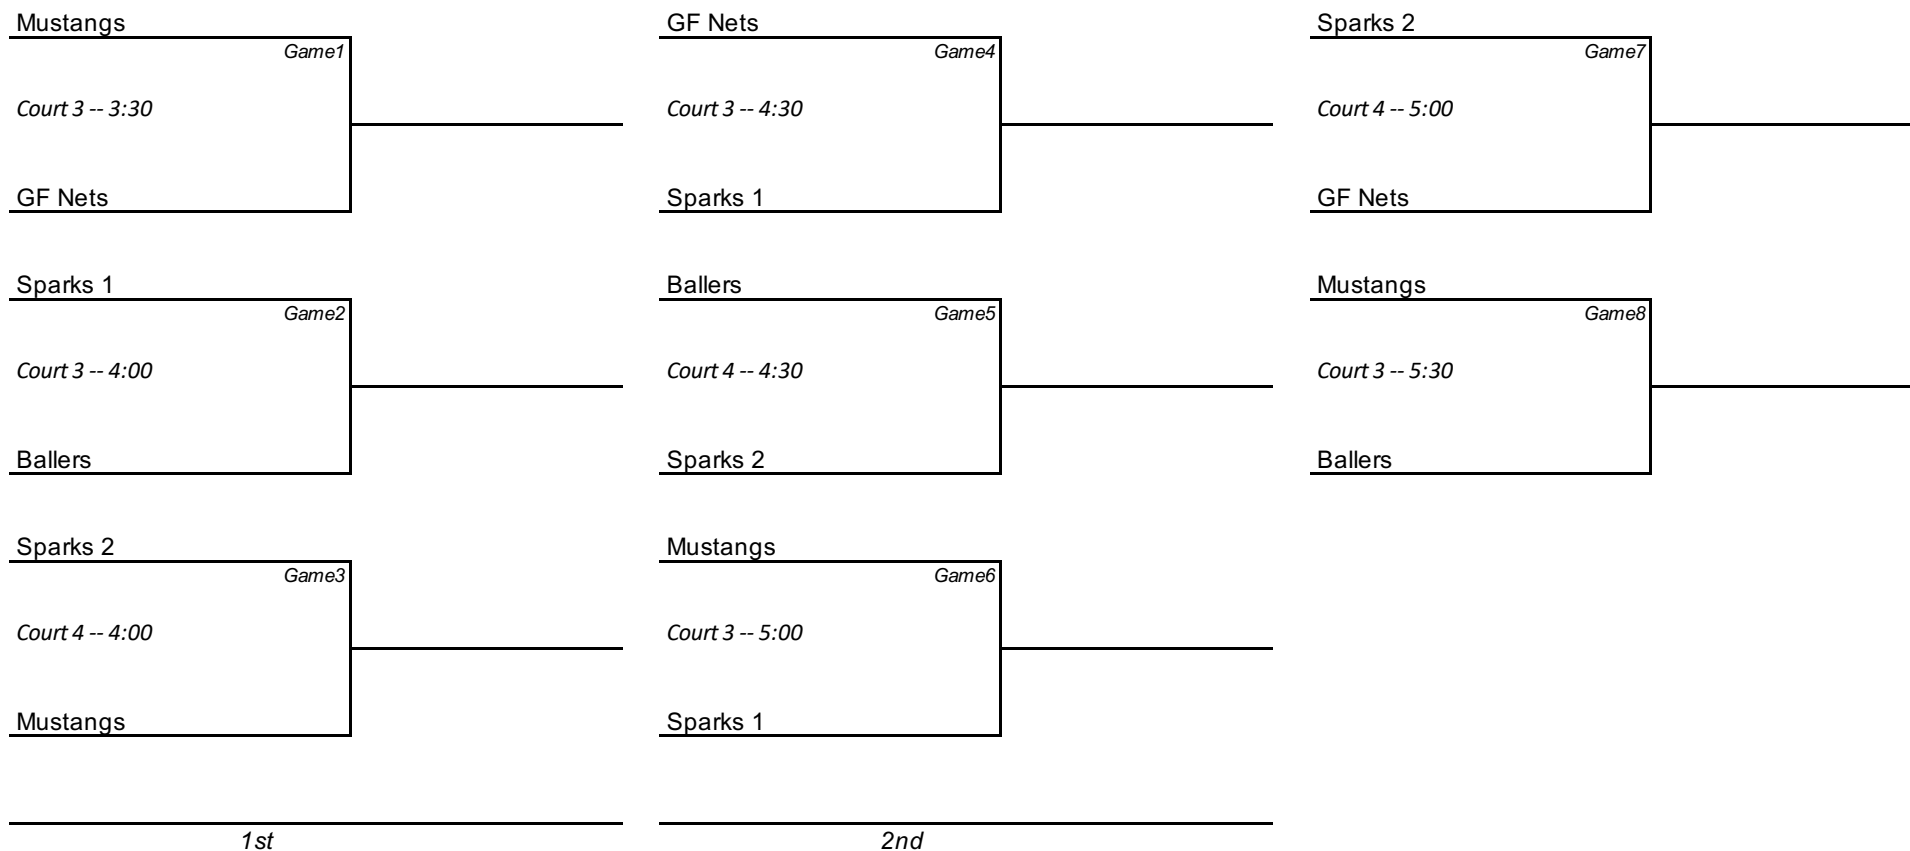 Mustangs
Game1
Court 3 -- 3:30
GF Nets
Sparks 1
Game2
Court 3 -- 4:00
Ballers
Sparks 2
Game3
Court 4 -- 4:00
Mustangs
1st
GF Nets
Game4
Court 3 -- 4:30
Sparks 1
Ballers
Game5
Court 4 -- 4:30
Sparks 2
Mustangs
Game6
Court 3 -- 5:00
Sparks 1
2nd
Sparks 2
Game7
Court 4 -- 5:00
GF Nets
Mustangs
Game8
Court 3 -- 5:30
Ballers